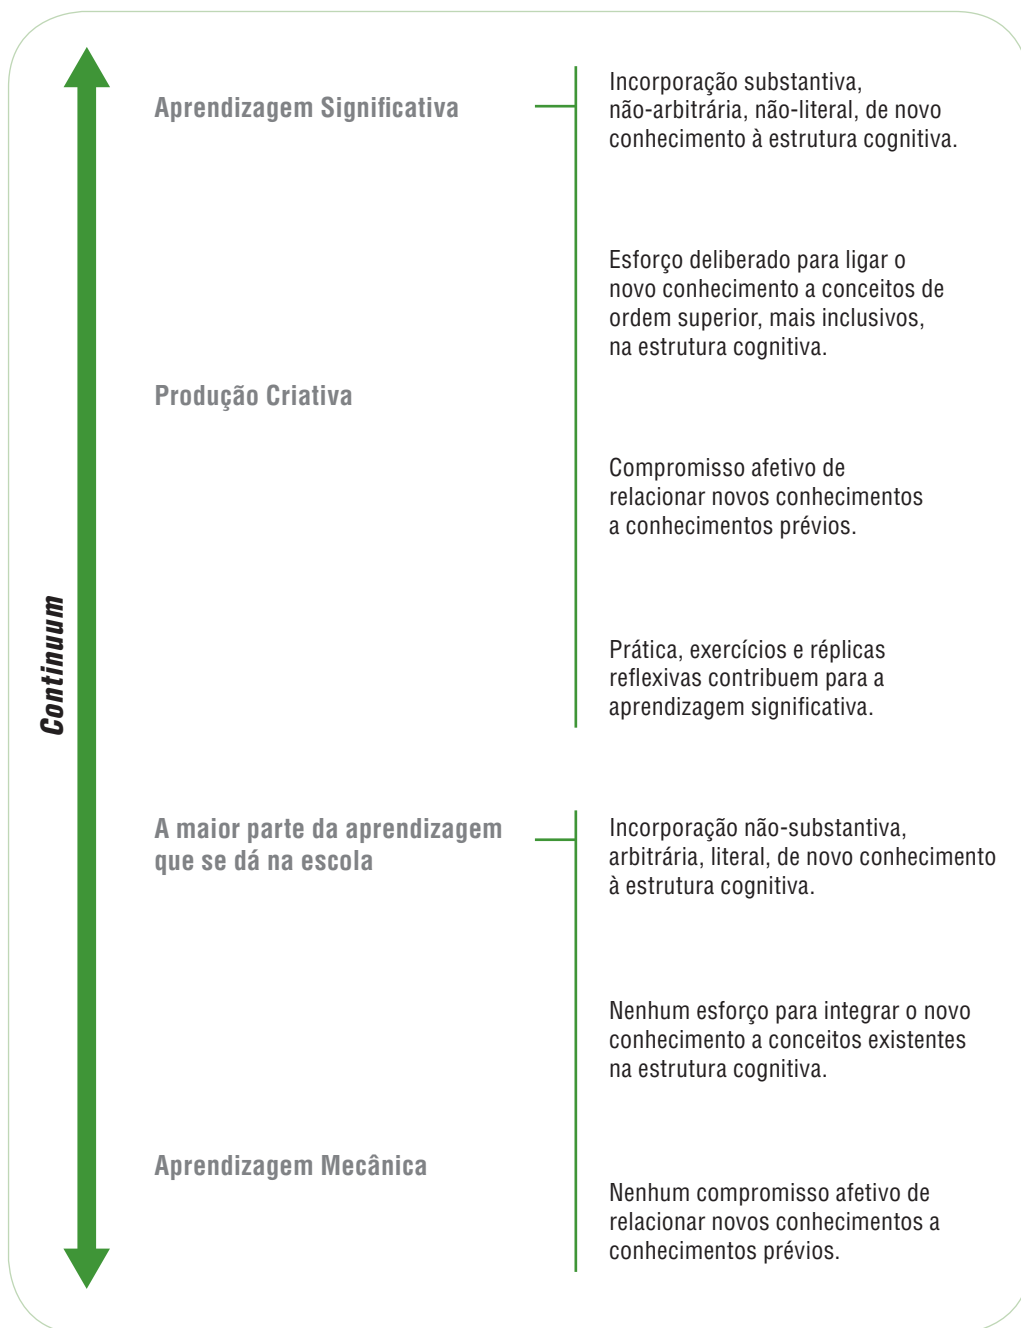 Aprendizagem Significativa
Incorporação substantiva,
não-arbitrária, não-literal, de novo
conhecimento à estrutura cognitiva.
Esforço deliberado para ligar o
novo conhecimento a conceitos de
ordem superior, mais inclusivos,
na estrutura cognitiva.
Produção Criativa
Compromisso afetivo de
relacionar novos conhecimentos
a conhecimentos prévios.
Continuum
Prática, exercícios e réplicas
reflexivas contribuem para a
aprendizagem significativa.
A maior parte da aprendizagem
que se dá na escola
Incorporação não-substantiva,
arbitrária, literal, de novo conhecimento
à estrutura cognitiva.
Nenhum esforço para integrar o novo
conhecimento a conceitos existentes
na estrutura cognitiva.
Aprendizagem Mecânica
Nenhum compromisso afetivo de
relacionar novos conhecimentos a
conhecimentos prévios.